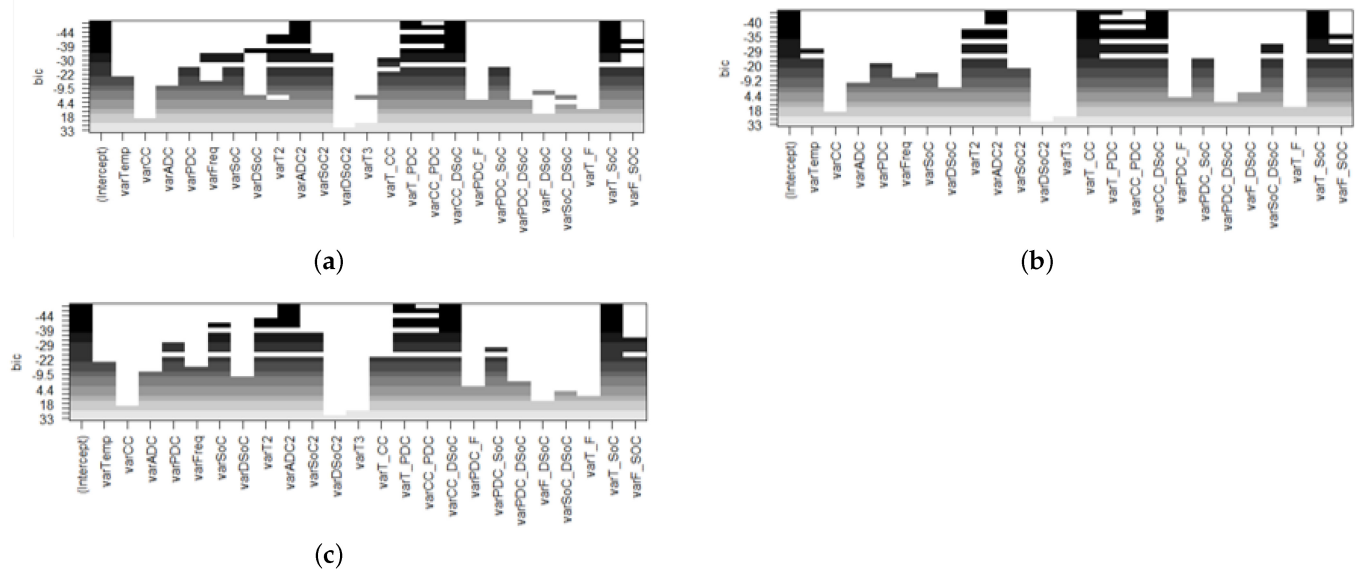 bic
-44
-39
-30
-22
-9.5
4.4
18
33
(Intercept)
varTemp
varCC
varADC
varPDC
varFreq
varSoC
varDSoC
varT2
varADC2
varSoC2
varDSoC2
varT3
varT_CC
varT_PDC
varCC_PDC
varCC_DSoC
varPDC_F
varPDC_SoC
varPDC_DSoC
varF_DSoC
varSoC_DSoC
varT_F
varT_SoC
varF_SOC
(a)
bic
-40
-35
-29
-20
-9.2
4.4
18
33
(Intercept)
varTemp
varCC
varADC
varPDC
varFreq
varSoC
varDSoC
varT2
varADC2
varSoC2
varDSoC2
varT3
varT_CC
varT_PDC
varCC_PDC
varCC_DSoC
varPDC_F
varPDC_SoC
varPDC_DSoC
varF_DSoC
varSoC_DSoC
varT_F
varT_SoC
varF_SOC
(b)
bic
-44
-39
-29
-22
-9.5
4.4
18
33
(Intercept)
varTemp
varCC
varADC
varPDC
varFreq
varSoC
varDSoC
varT2
varADC2
varSoC2
varDSoC2
varT3
varT_CC
varT_PDC
varCC_PDC
varCC_DSoC
varPDC_F
varPDC_SoC
varPDC_DSoC
varF_DSoC
varSoC_DSoC
varT_F
varT_SoC
varF_SOC
(c)